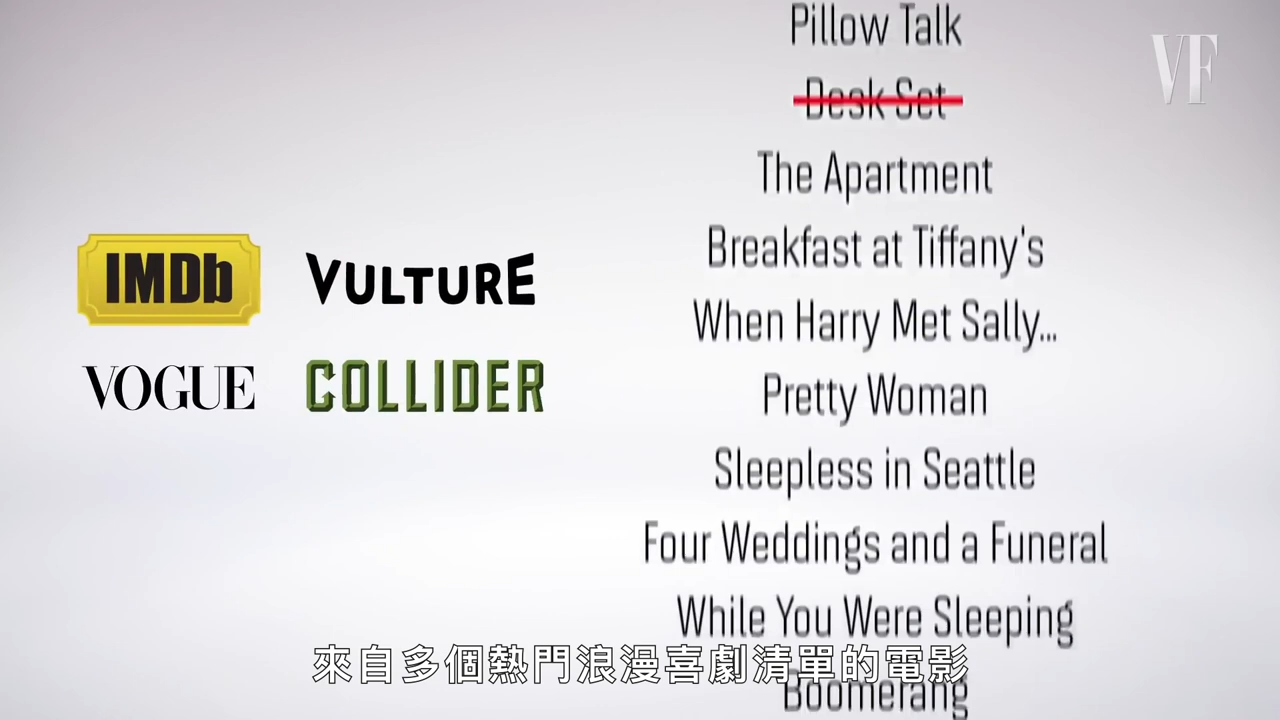 Pillow Talk
VF
Desk Set
The Apartment
Breakfast at Tiffany's
IMDb
VULTURE
When Harry Met Sally...
VOGUE
COLLIDER
Pretty Woman
Sleepless in Seattle
Four Weddings and a Funeral
While You Were Sleeping
來自多個熱門浪漫喜劇清單的電影
Boomerang